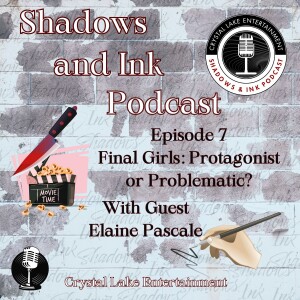 Shadows
and Ink
Podcast
CRYSTAL LAKE ENTERTAINMENT
SHADOWS & INK PODCAST
Episode 7
Final Girls: Protagonist
or Problematic?
MOVIE
TIME
With Guest
Elaine Pascale
Crystal Lake Entertainment